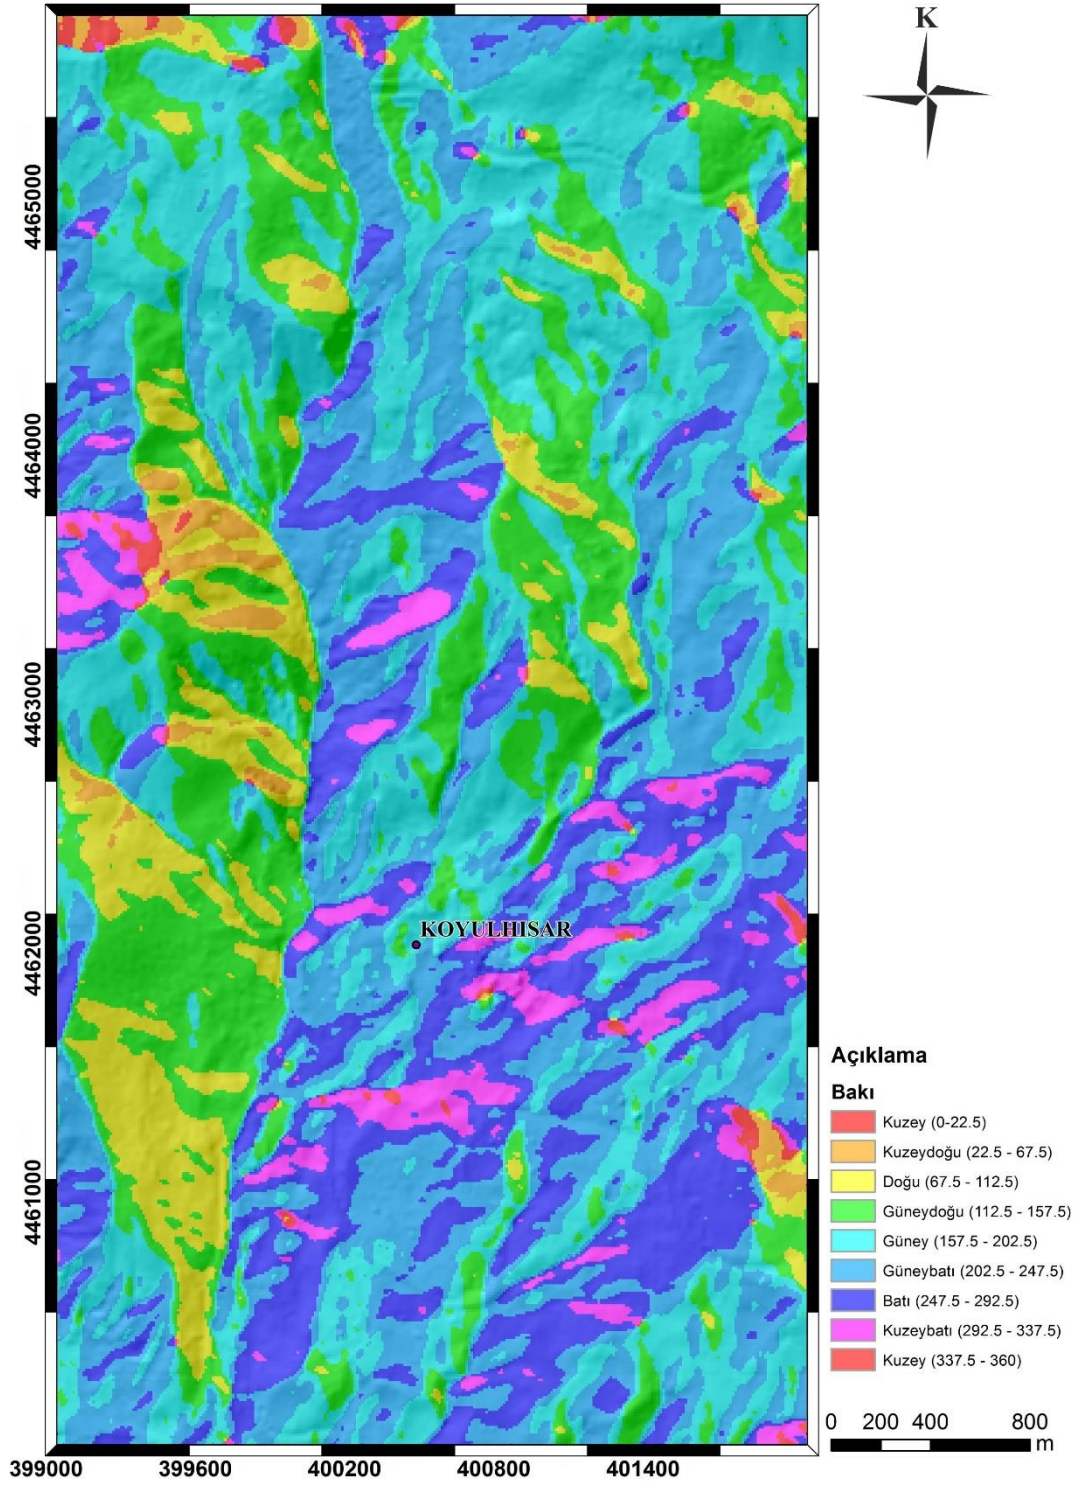 K
4465000
4464000
4463000
4462000
4461000
KOYULHISAR
399000
399600
400200
400800
401400
Açıklama
Bakı
Kuzey (0-22.5)
Kuzeydoğu (22.5 - 67.5)
Doğu (67.5 - 112.5)
Güneydoğu (112.5 - 157.5)
Güney (157.5 - 202.5)
Güneybatı (202.5 - 247.5)
Batı (247.5 - 292.5)
Kuzeybatı (292.5 - 337.5)
Kuzey (337.5 - 360)
0 200 400 800
m